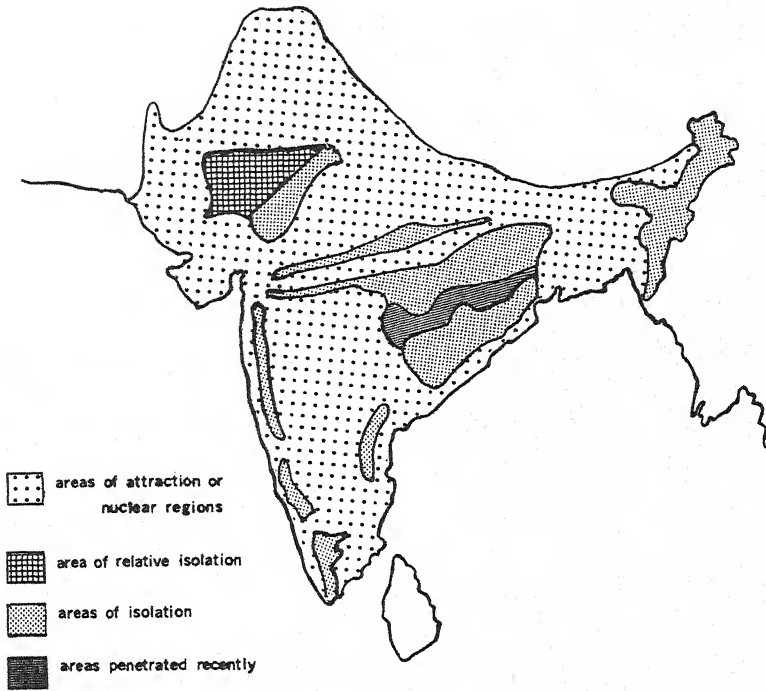 areas of attraction or
nuclear regions
area of relative isolation
areas of isolation
areas penetrated recently